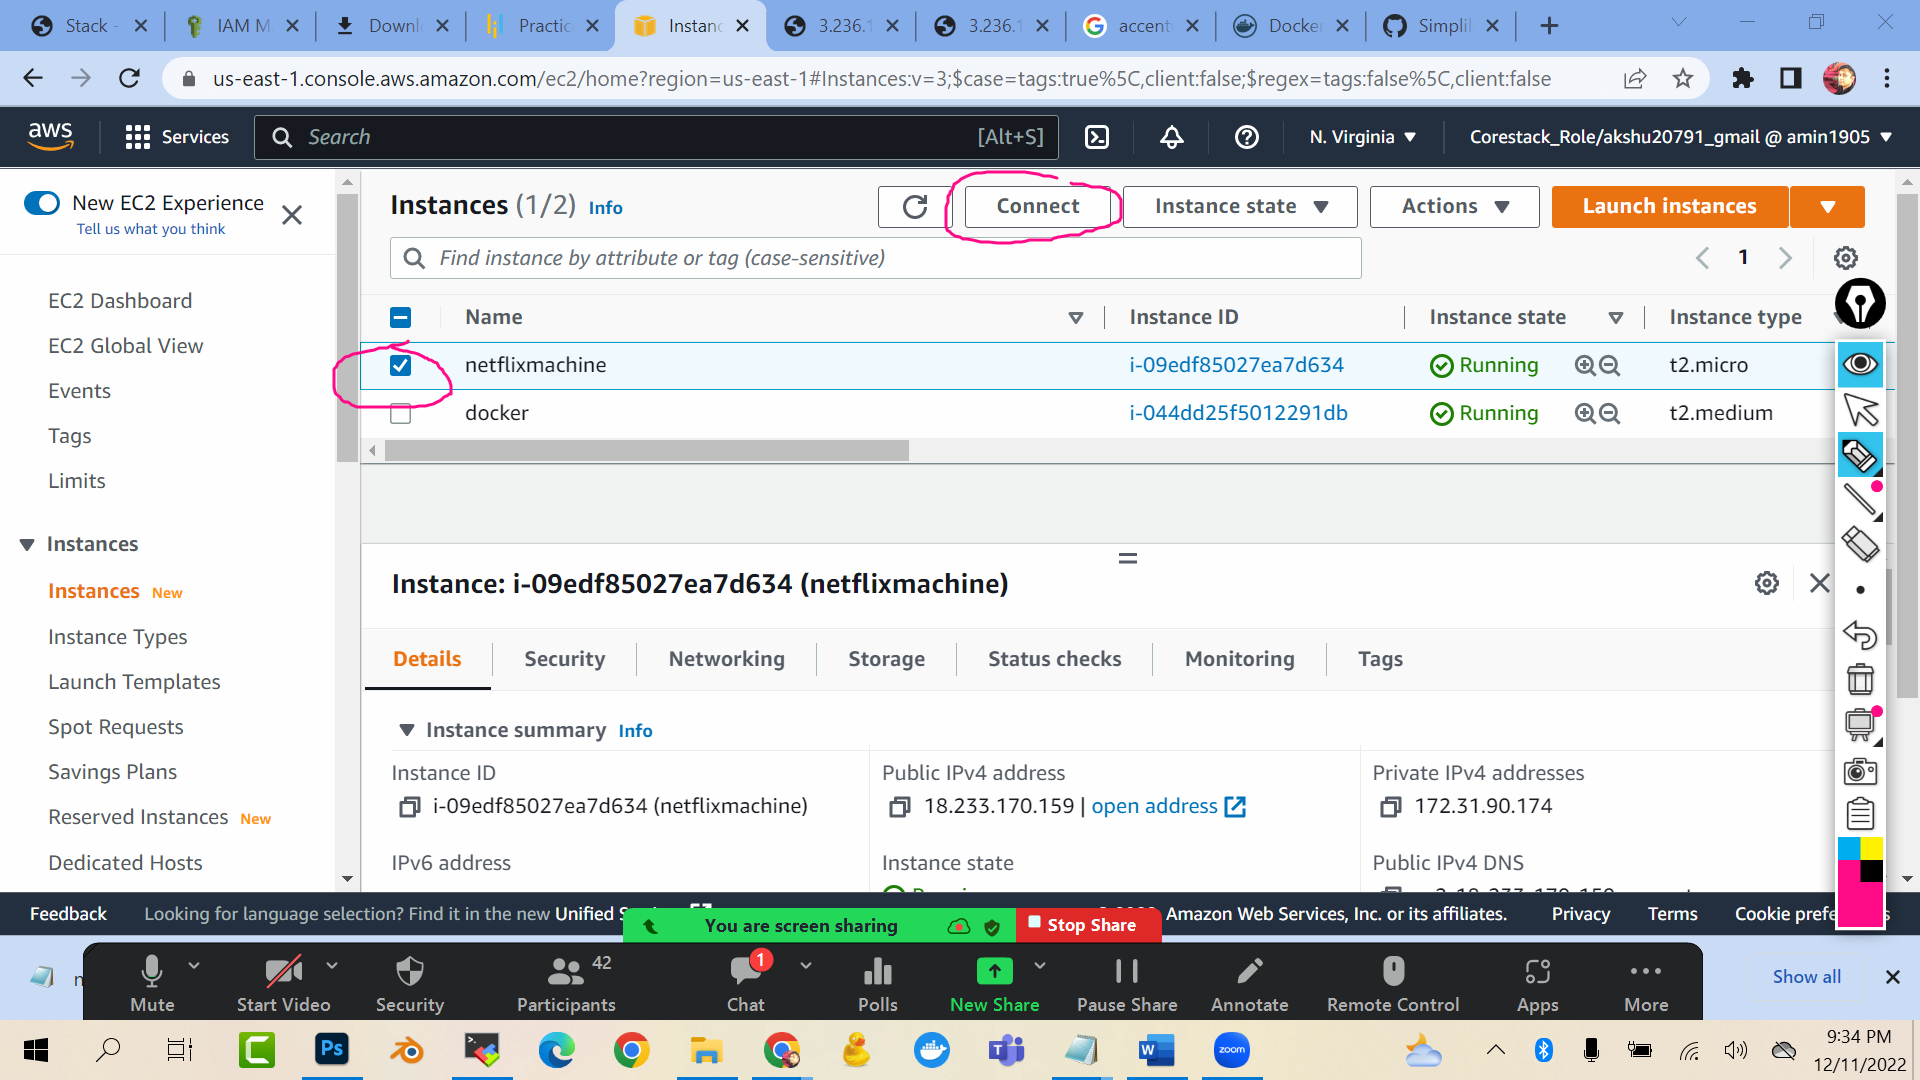 Stack - IAM M Downl Practic Instanc 3.236.1 3.236.1 accent Docker Simplil
us-east-1.console.aws.amazon.com/ec2/home?region=us-east-1#Instances:v=3;$case=tags:true%5C,client:false;$regex=tags:false%5C,client:false
aws Services Search [Alt+S] N. Virginia Corestack_Role/akshu20791_gmail @ amin1905
New EC2 Experience
Tell us what you think
EC2 Dashboard
EC2 Global View
Events
Tags
Limits
Instances
Instances New
Instance Types
Launch Templates
Spot Requests
Savings Plans
Reserved Instances New
Dedicated Hosts
Instances (1/2) Info Connect Instance state Actions Launch instances
Find instance by attribute or tag (case-sensitive) 1
Name Instance ID Instance state Instance type
netflixmachine i-09edf85027ea7d634 Running t2.micro
docker i-044dd25f5012291db Running t2.medium
Instance: i-09edf85027ea7d634 (netflixmachine)
Details Security Networking Storage Status checks Monitoring Tags
Instance summary Info
Instance ID Public IPv4 address Private IPv4 addresses
i-09edf85027ea7d634 (netflixmachine) 18.233.170.159 | open address 172.31.90.174
IPv6 address Instance state Public IPv4 DNS
Feedback Looking for language selection? Find it in the new Unified S Amazon Web Services, Inc. or its affiliates. Privacy Terms Cookie prefe
You are screen sharing Stop Share
42 1
Mute Start Video Security Participants Chat Polls New Share Pause Share Annotate Remote Control Apps More
Show all
Ps W zoom
9:34 PM
12/11/2022